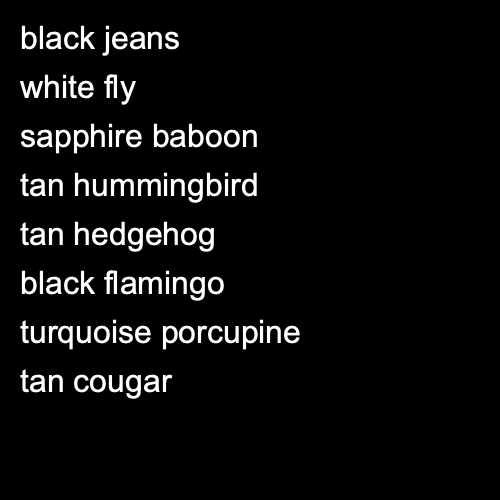 black jeans
white fly
sapphire baboon
tan hummingbird
tan hedgehog
black flamingo
turquoise porcupine
tan cougar